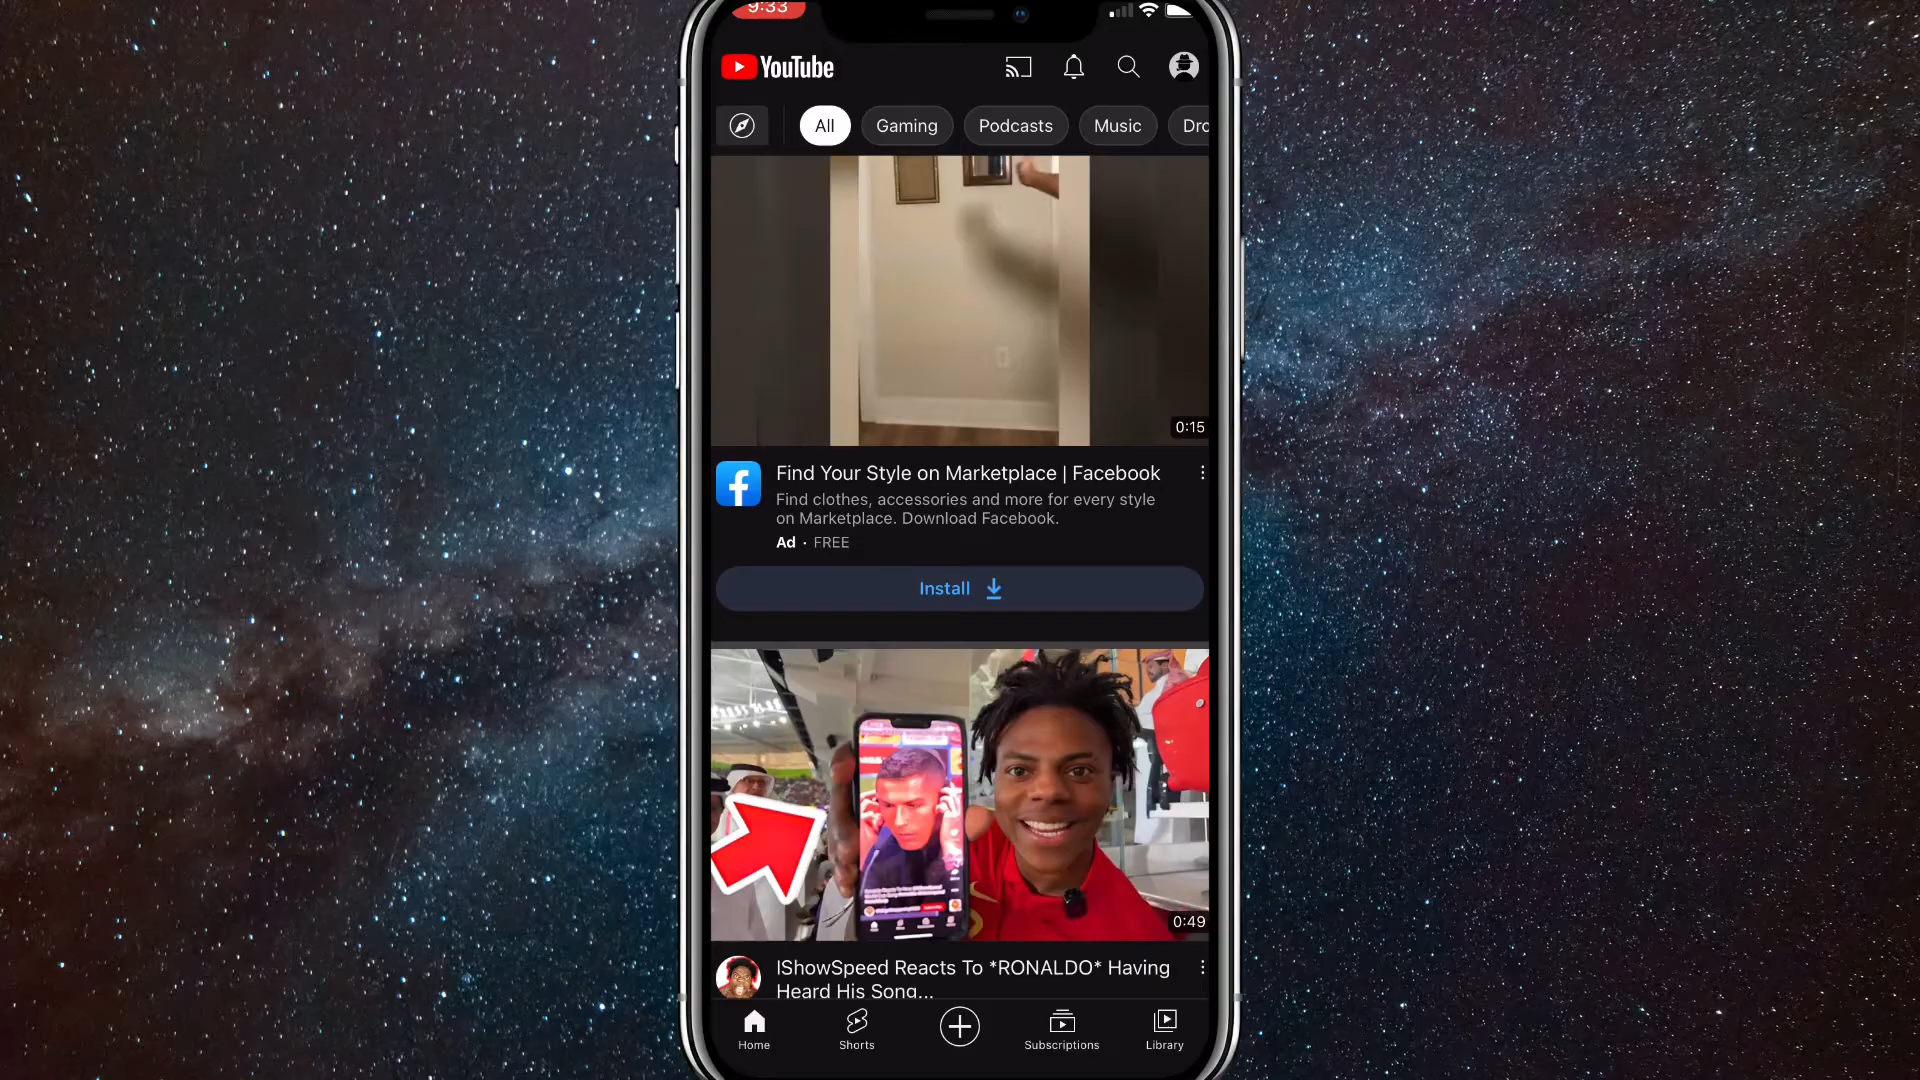 9:33
YouTube
All
Gaming
Podcasts
Music
Dro
0:15
Find Your Style on Marketplace | Facebook
Find clothes, accessories and more for every style
on Marketplace. Download Facebook.
Ad · FREE
Install
0:49
IShowSpeed Reacts To *RONALDO* Having
Heard His Song...
Home
Shorts
Subscriptions
Library